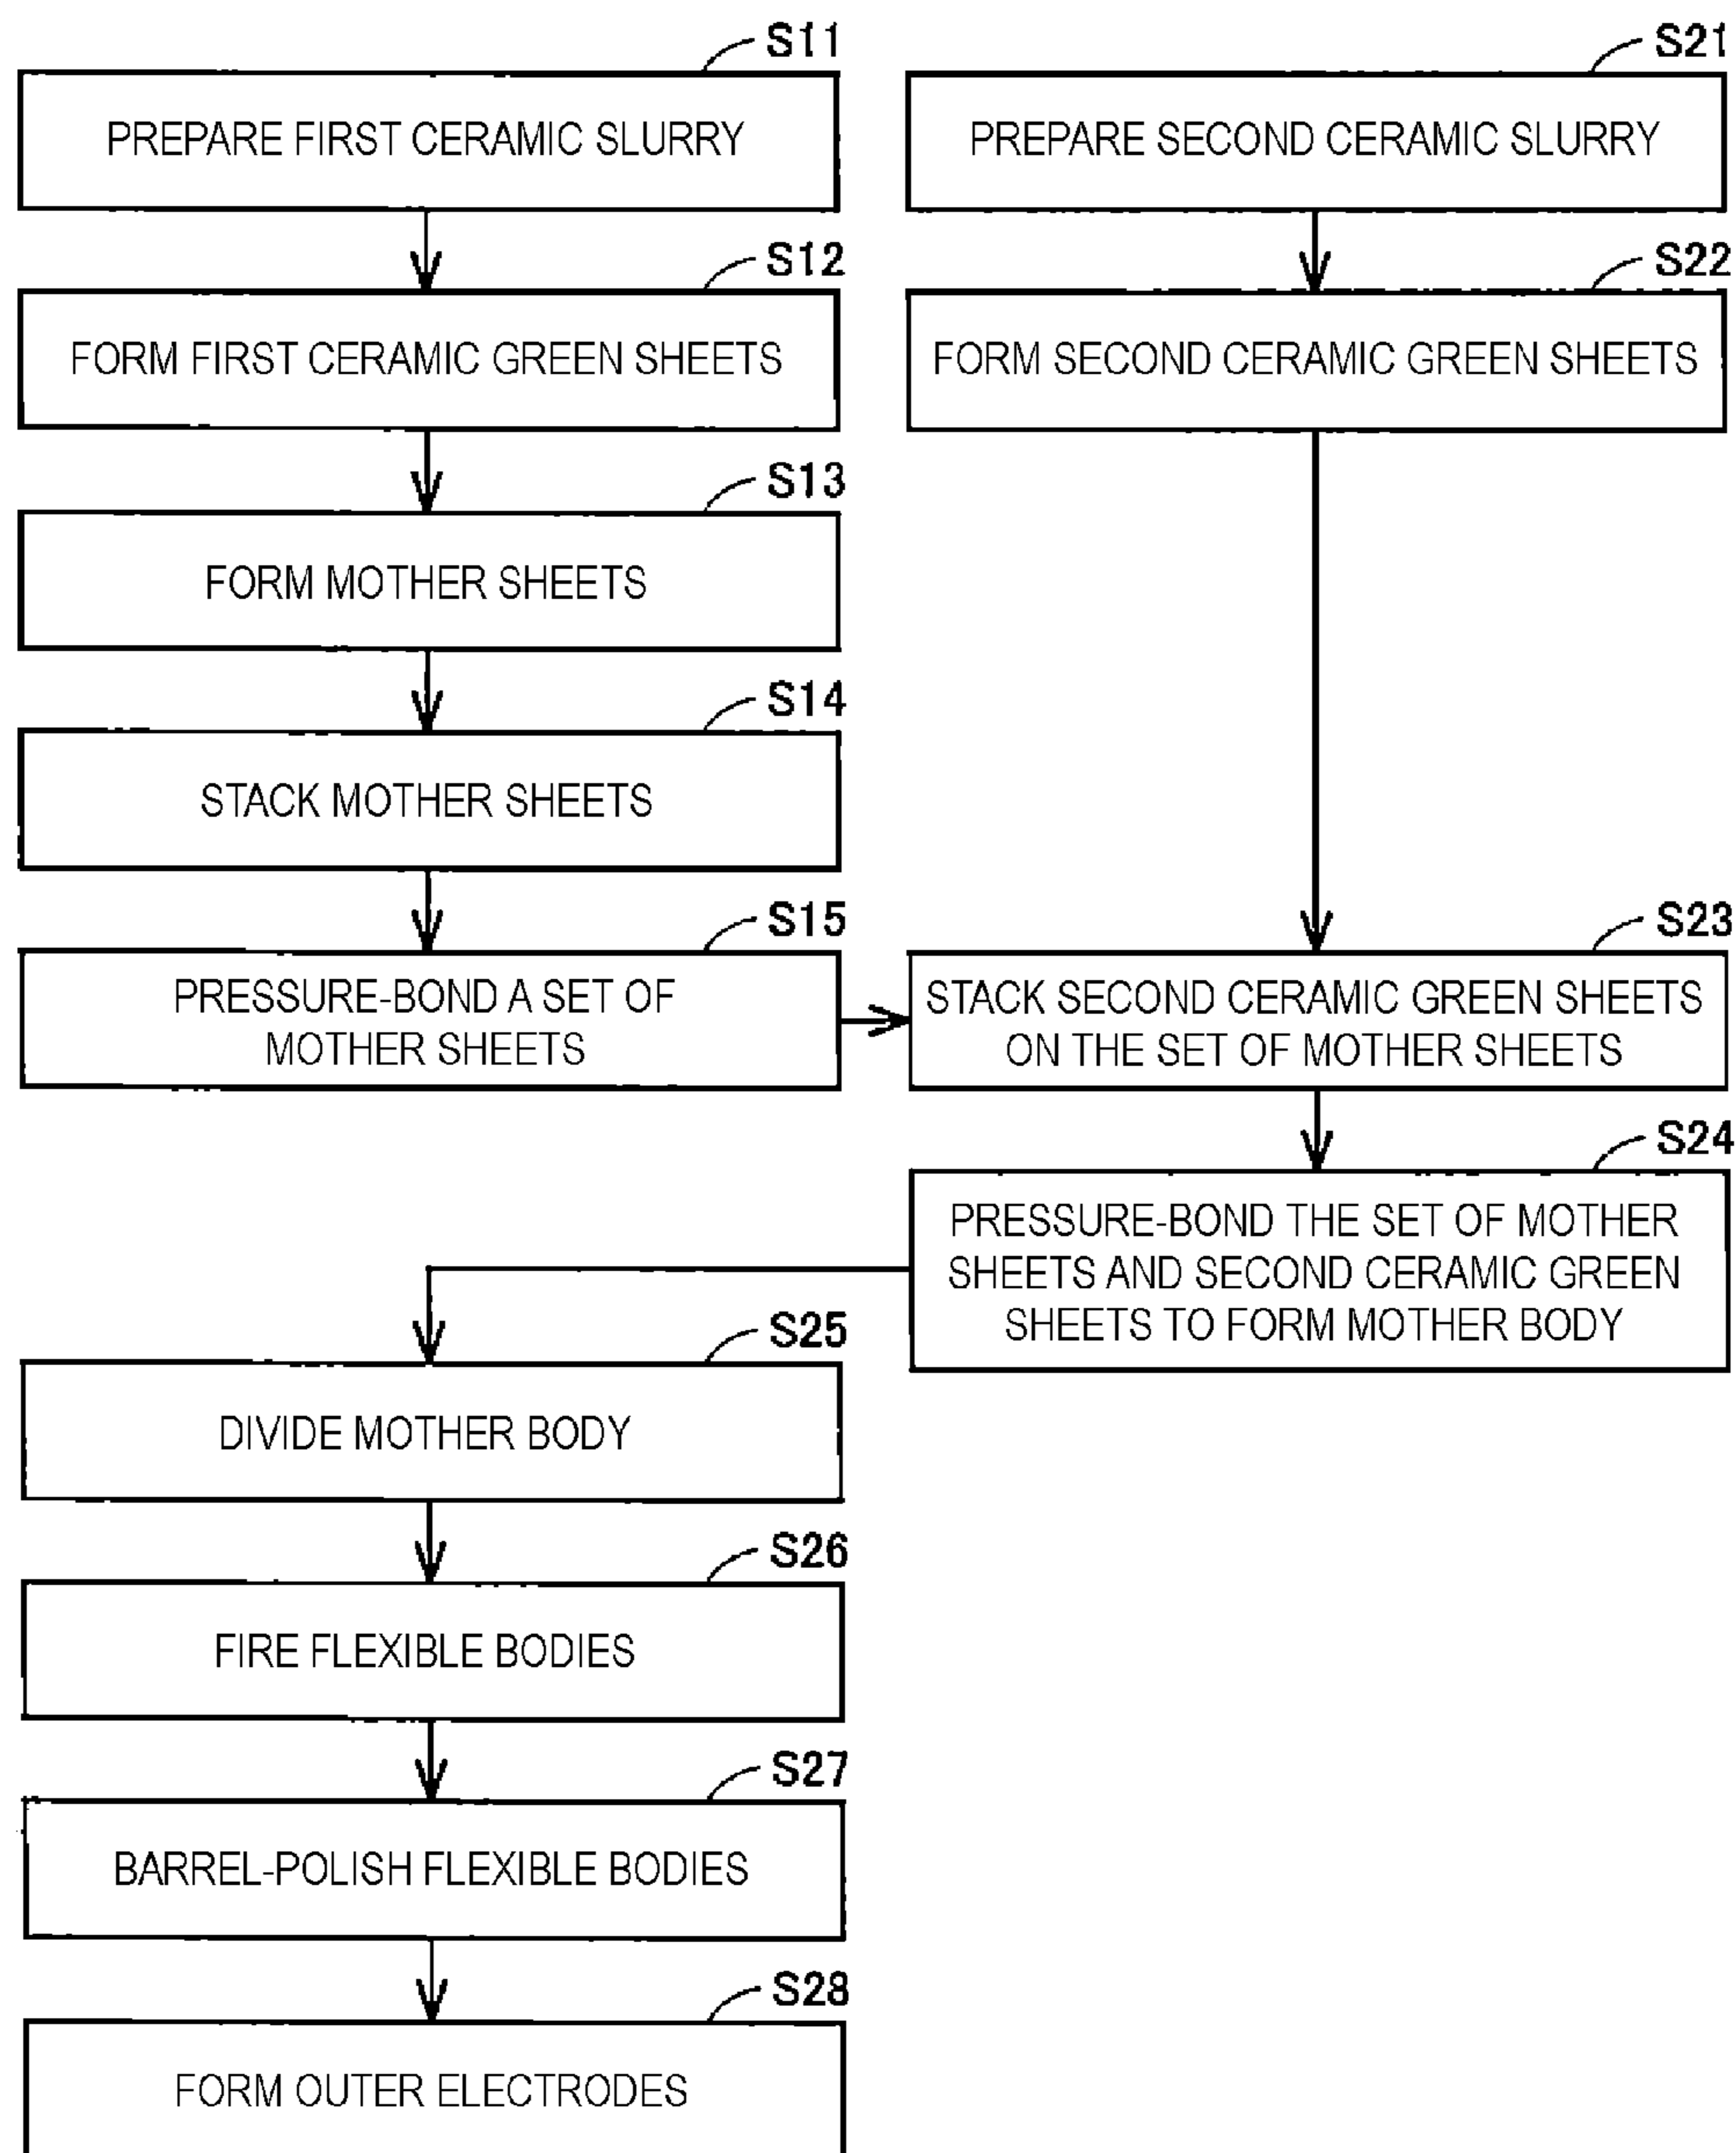 S11
PREPARE FIRST CERAMIC SLURRY
S21
PREPARE SECOND CERAMIC SLURRY
S12
FORM FIRST CERAMIC GREEN SHEETS
S22
FORM SECOND CERAMIC GREEN SHEETS
S13
FORM MOTHER SHEETS
S14
STACK MOTHER SHEETS
S15
PRESSURE-BOND A SET OF
MOTHER SHEETS
S23
STACK SECOND CERAMIC GREEN SHEETS
ON THE SET OF MOTHER SHEETS
S24
PRESSURE-BOND THE SET OF MOTHER
SHEETS AND SECOND CERAMIC GREEN
SHEETS TO FORM MOTHER BODY
S25
DIVIDE MOTHER BODY
S26
FIRE FLEXIBLE BODIES
S27
BARREL-POLISH FLEXIBLE BODIES
S28
FORM OUTER ELECTRODES